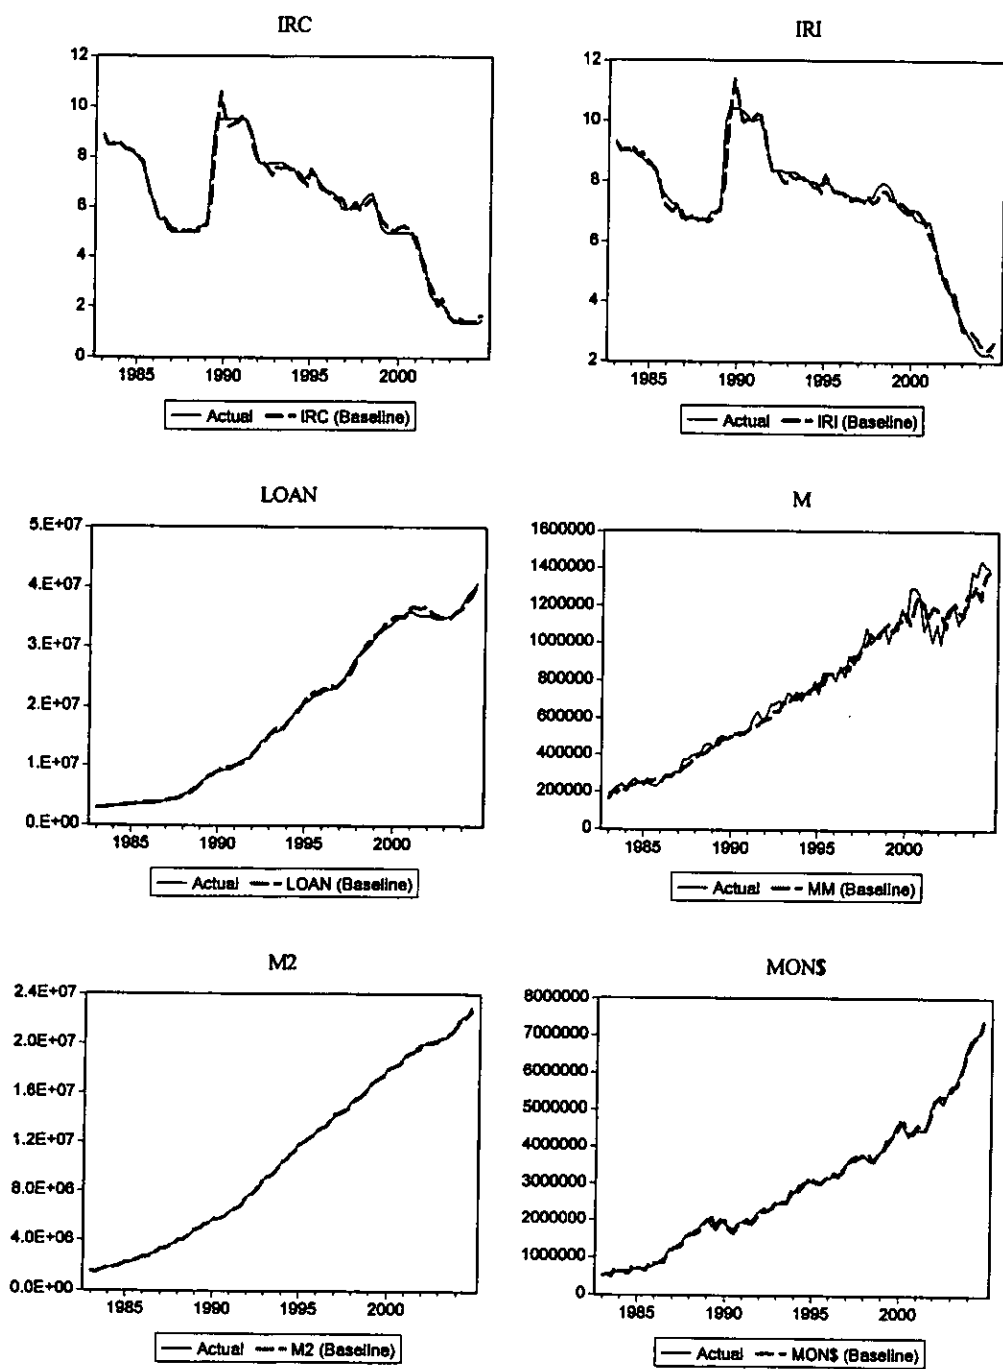 IRC
12
10
8
6
4
2
0
1985 1990 1995 2000
Actual IRC (Baseline)
IRI
12
10
8
6
4
2
1985 1990 1995 2000
Actual IRI (Baseline)
LOAN
5.E+07
4.E+07
3.E+07
2.E+07
1.E+07
0.E+00
1985 1990 1995 2000
Actual LOAN (Baseline)
M
1600000
1400000
1200000
1000000
800000
600000
400000
200000
0
1985 1990 1995 2000
Actual MM (Baseline)
M2
2.4E+07
2.0E+07
1.6E+07
1.2E+07
8.0E+06
4.0E+06
0.0E+00
1985 1990 1995 2000
Actual M2 (Baseline)
MON$
8000000
7000000
6000000
5000000
4000000
3000000
2000000
1000000
0
1985 1990 1995 2000
Actual MON$ (Baseline)